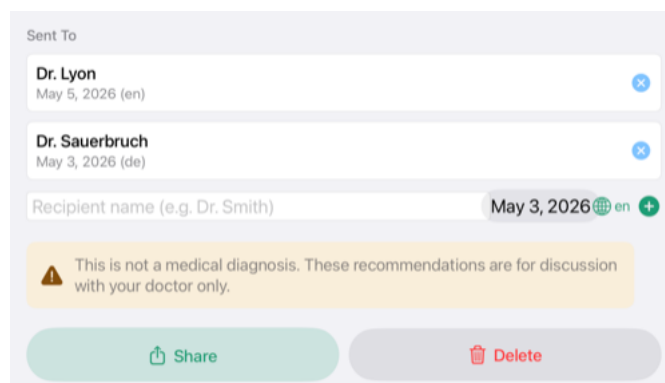 Sent To
Dr. Lyon
May 5, 2026 (en)
Dr. Sauerbruch
May 3, 2026 (de)
Recipient name (e.g. Dr. Smith) May 3, 2026 en
This is not a medical diagnosis. These recommendations are for discussion
with your doctor only.
Share Delete